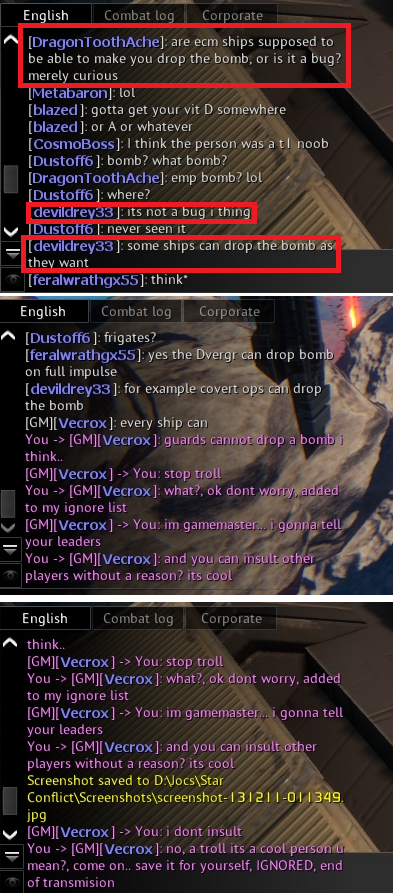 English Combat log Corporate
[DragonToothAche]: are ecm ships supposed to
be able to make you drop the bomb, or is it a bug?
merely curious
[Metabaron]: lol
[blazed]: gotta get your vit D somewhere
[blazed]: or A or whatever
[CosmoBoss]: I think the person was a t1 noob
[Dustoff6]: bomb? what bomb?
[DragonToothAche]: emp bomb? lol
[Dustoff6]: where?
[devildrey33]: its not a bug i thing
[Dustoff6]: never seen it
[devildrey33]: some ships can drop the bomb as
they want
[feralwrathgx55]: think*
English Combat log Corporate
[Dustoff6]: frigates?
[feralwrathgx55]: yes the Dvergr can drop bomb
on full impulse
[devildrey33]: for example covert ops can drop
the bomb
[GM][Vecrox]: every ship can
You -> [GM][Vecrox]: guards cannot drop a bomb i
think..
[GM][Vecrox] -> You: stop troll
You -> [GM][Vecrox]: what?, ok dont worry, added
to my ignore list
[GM][Vecrox] -> You: im gamemaster... i gonna tell
your leaders
You -> [GM][Vecrox]: and you can insult other
players without a reason? its cool
English Combat log Corporate
think..
[GM][Vecrox] -> You: stop troll
You -> [GM][Vecrox]: what?, ok dont worry, added
to my ignore list
[GM][Vecrox] -> You: im gamemaster... i gonna tell
your leaders
You -> [GM][Vecrox]: and you can insult other
players without a reason? its cool
Screenshot saved to D:\Jocs\Star
Conflict\Screenshots\screenshot-131211-011349.
jpg
[GM][Vecrox] -> You: i dont insult
You -> [GM][Vecrox]: no, a troll its a cool person u
mean?, come on.. save it for yourself, IGNORED, end
of transmision